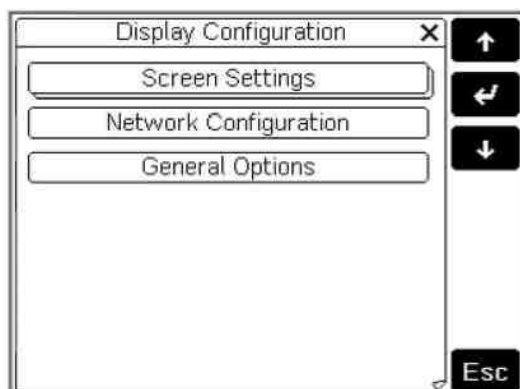 Display Configuration
Screen Settings
Network Configuration
General Options
Esc